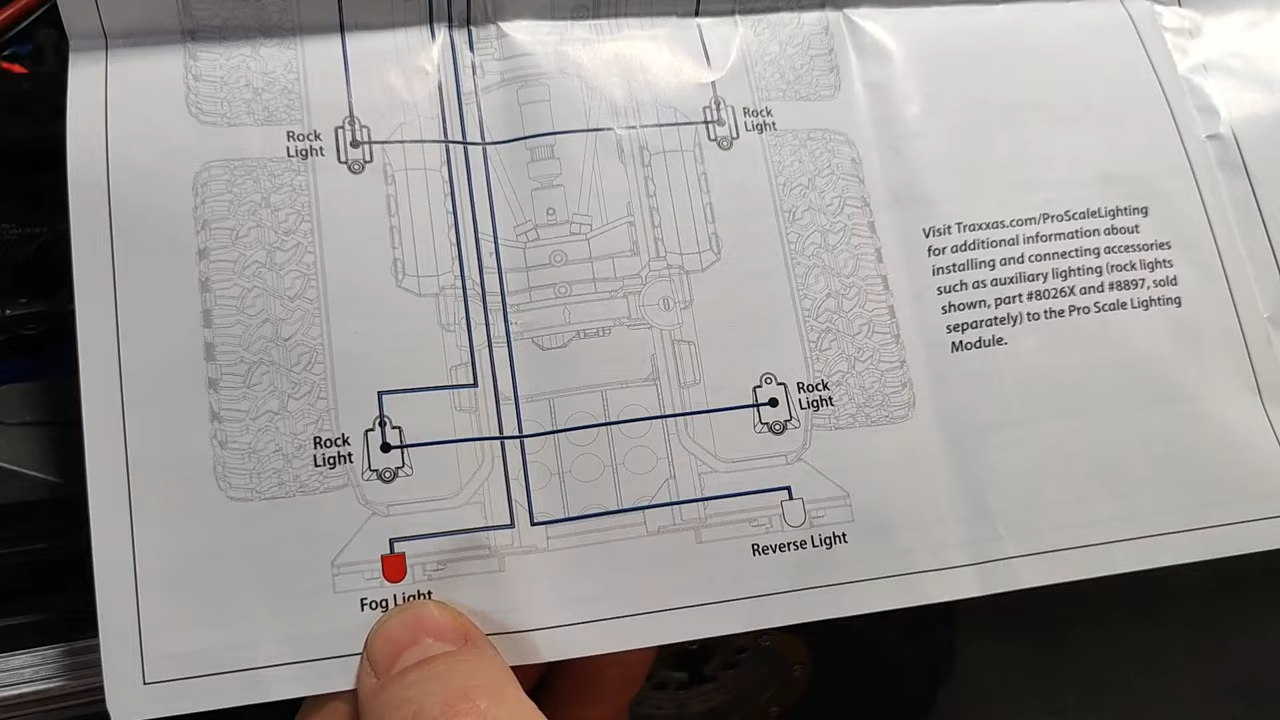 Rock
Light
Rock
Light
Visit Traxxas.com/ProScaleLighting
for additional information about
installing and connecting accessories
such as auxiliary lighting (rock lights
shown, part #8026X and #8897, sold
separately) to the Pro Scale Lighting
Module.
Rock
Light
Rock
Light
Reverse Light
Fog Light